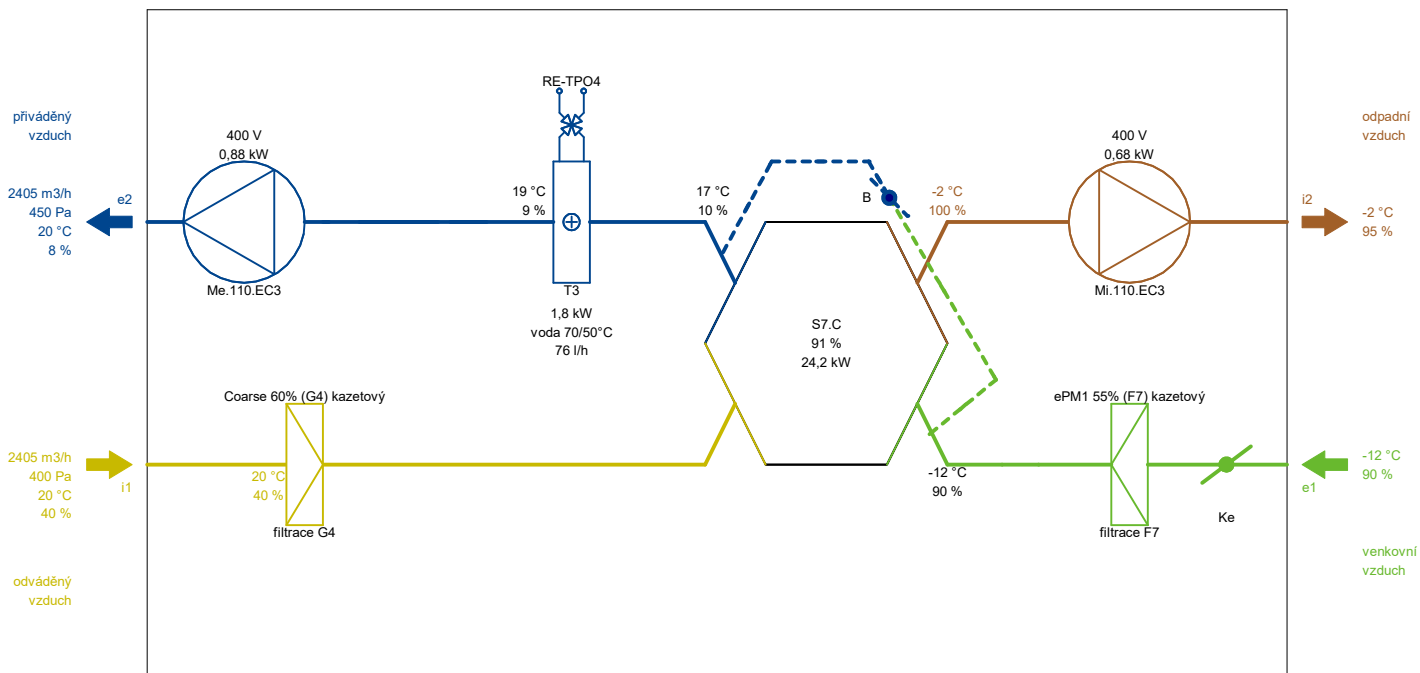 RE-TPO4
přiváděný
vzduch
400 V
0,88 kW
400 V
0,68 kW
odpadní
vzduch
2405 m3/h
450 Pa
20 °C
8 %
e2
19 °C
9 %
17 °C
10 %
B
-2 °C
100 %
i2
-2 °C
95 %
Me.110.EC3
T3
Mi.110.EC3
1,8 kW
voda 70/50°C
76 l/h
S7.C
91 %
24,2 kW
Coarse 60% (G4) kazetový
ePM1 55% (F7) kazetový
2405 m3/h
400 Pa
20 °C
40 %
i1
20 °C
40 %
-12 °C
90 %
-12 °C
90 %
e1
filtrace G4
filtrace F7
Ke
odváděný
vzduch
venkovní
vzduch